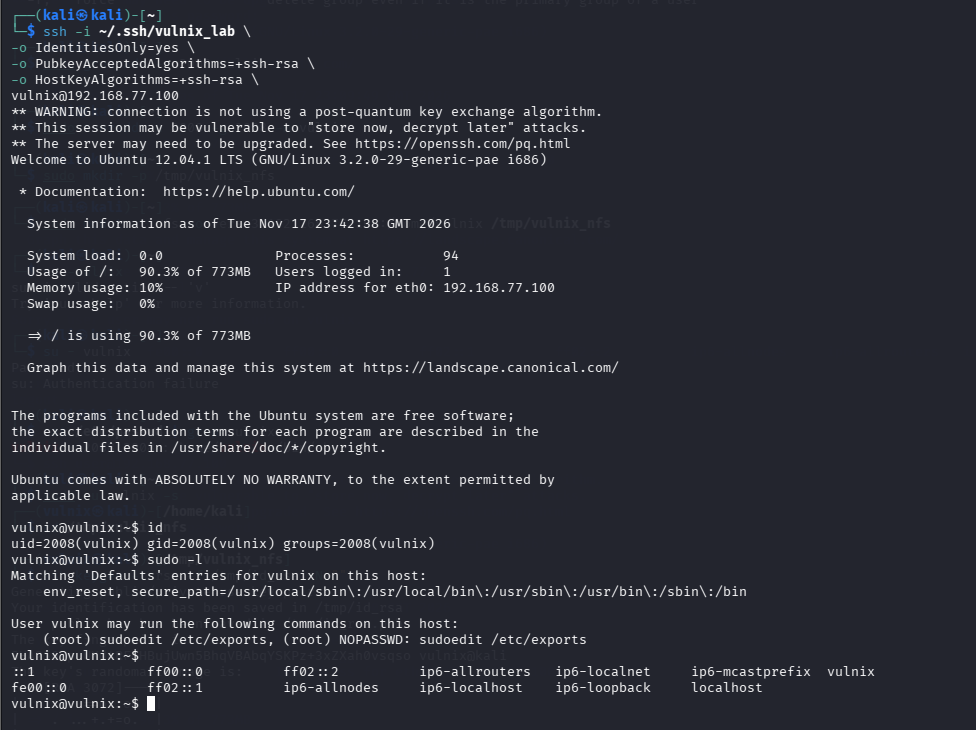 ┌──(kali㉿kali)-[~]
└─$ ssh -i ~/.ssh/vulnix_lab \
-o IdentitiesOnly=yes \
-o PubkeyAcceptedAlgorithms=+ssh-rsa \
-o HostKeyAlgorithms=+ssh-rsa \
vulnix@192.168.77.100
** WARNING: connection is not using a post-quantum key exchange algorithm.
** This session may be vulnerable to "store now, decrypt later" attacks.
** The server may need to be upgraded. See https://openssh.com/pq.html
Welcome to Ubuntu 12.04.1 LTS (GNU/Linux 3.2.0-29-generic-pae i686)
 * Documentation:  https://help.ubuntu.com/
  System information as of Tue Nov 17 23:42:38 GMT 2026
  System load:  0.0               Processes:           94
  Usage of /:   90.3% of 773MB   Users logged in:     1
  Memory usage: 10%               IP address for eth0: 192.168.77.100
  Swap usage:   0%
  => / is using 90.3% of 773MB
  Graph this data and manage this system at https://landscape.canonical.com/
The programs included with the Ubuntu system are free software;
the exact distribution terms for each program are described in the
individual files in /usr/share/doc/*/copyright.
Ubuntu comes with ABSOLUTELY NO WARRANTY, to the extent permitted by
applicable law.
vulnix@vulnix:~$ id
uid=2008(vulnix) gid=2008(vulnix) groups=2008(vulnix)
vulnix@vulnix:~$ sudo -l
Matching 'Defaults' entries for vulnix on this host:
    env_reset, secure_path=/usr/local/sbin\:/usr/local/bin\:/usr/sbin\:/usr/bin\:/sbin\:/bin
User vulnix may run the following commands on this host:
    (root) sudoedit /etc/exports, (root) NOPASSWD: sudoedit /etc/exports
vulnix@vulnix:~$
::1              ff00::0          ff02::2          ip6-allrouters   ip6-localnet     ip6-mcastprefix  vulnix
fe00::0          ff02::1          ip6-allnodes     ip6-localhost    ip6-loopback     localhost
vulnix@vulnix:~$